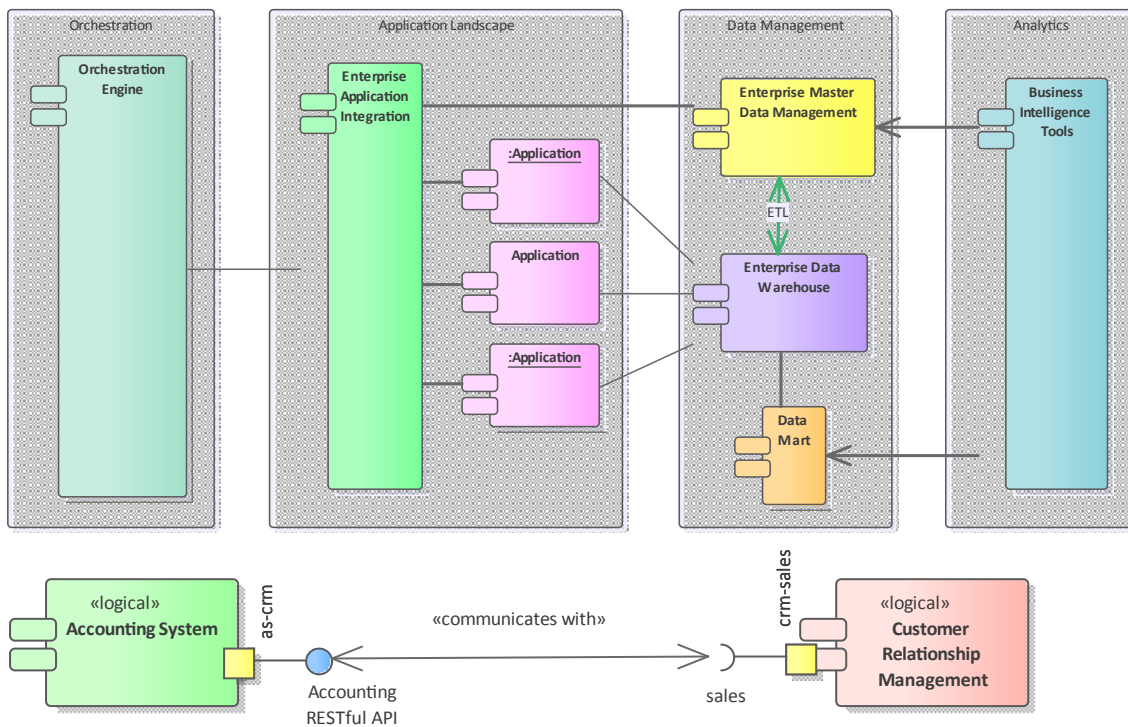 Orchestration
Application Landscape
Data Management
Analytics
Orchestration
Engine
Enterprise
Application
Integration
:Application
Application
:Application
Enterprise Master
Data Management
ETL
Enterprise Data
Warehouse
Data
Mart
Business
Intelligence
Tools
«logical»
Accounting System
as-crm
Accounting
RESTful API
«communicates with»
sales
crm-sales
«logical»
Customer
Relationship
Management